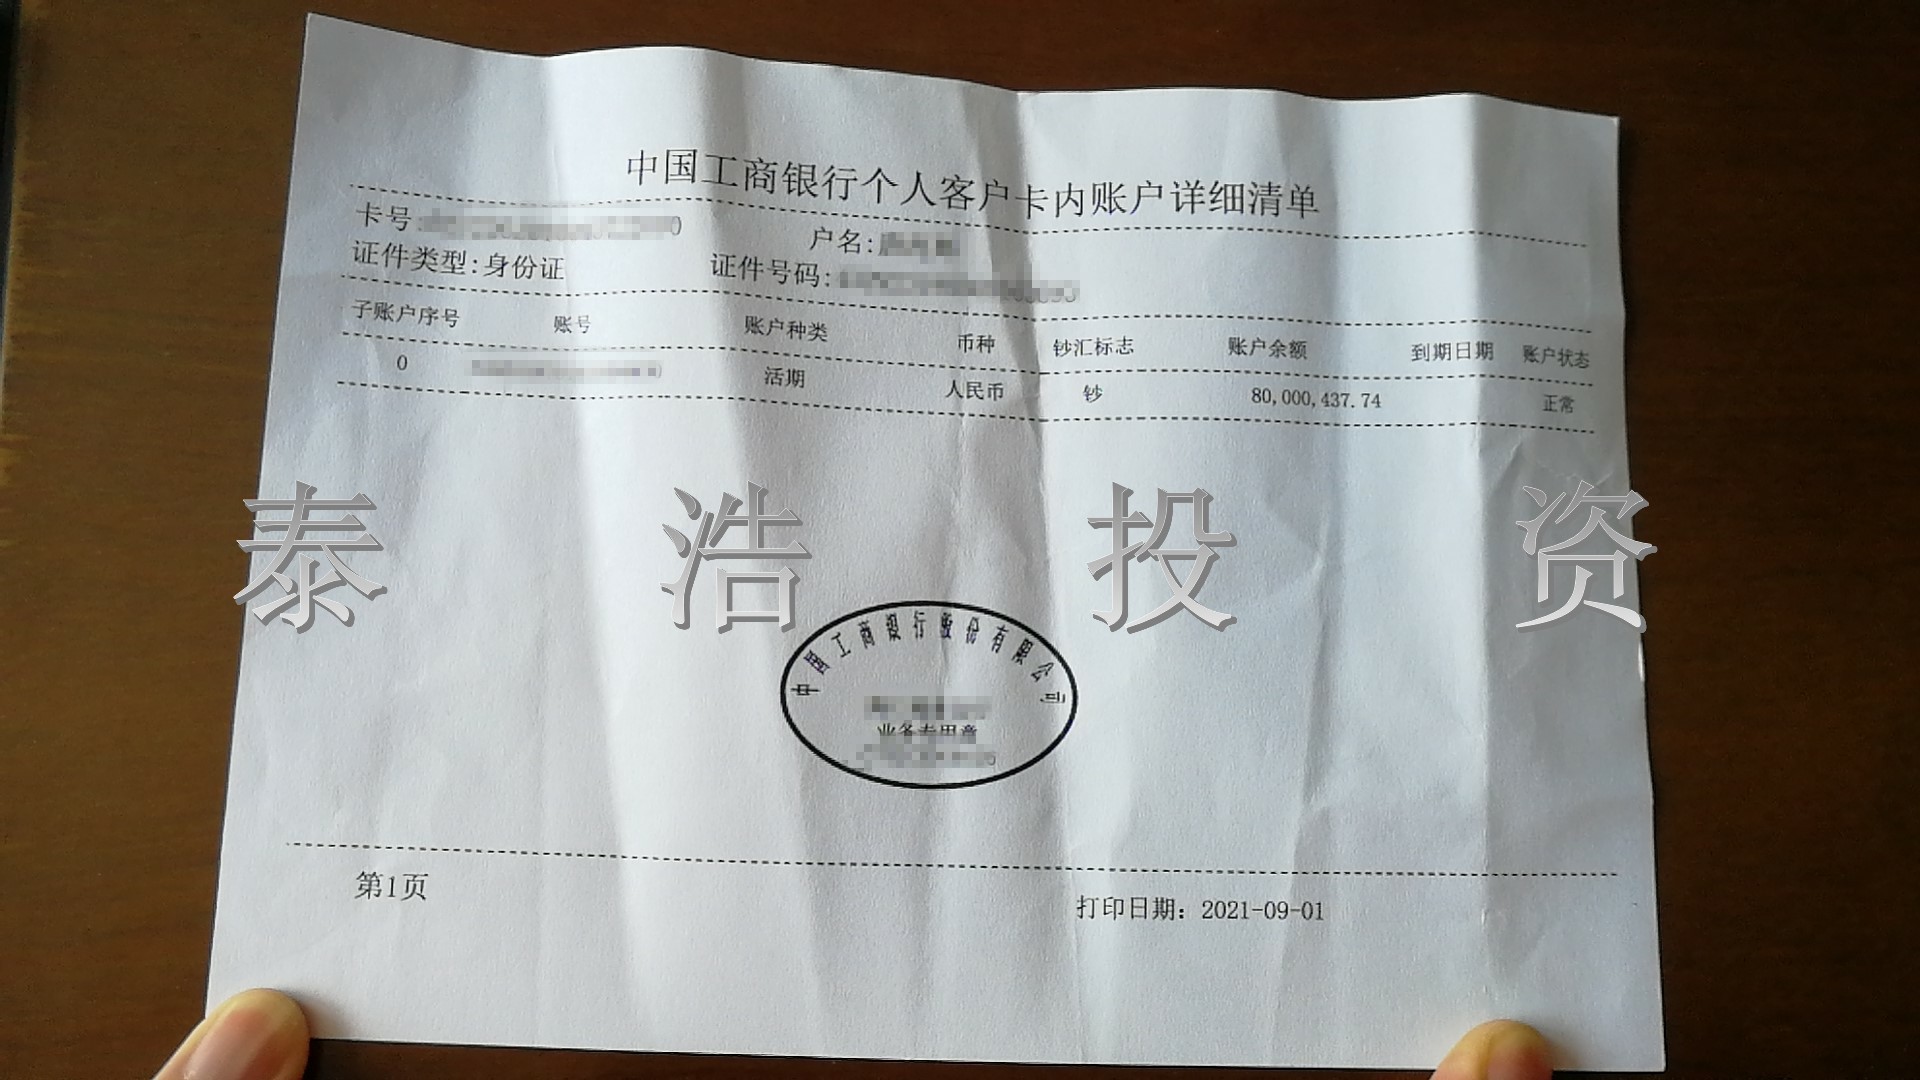 中国工商银行个人客户卡内账户详细清单
卡号: 户名:
证件类型:身份证 证件号码:
子账户序号 账号 账户种类 币种 钞汇标志 账户余额 到期日期 账户状态
0 活期 人民币 钞 80,000,437.74 正常
泰浩投资
中国工商银行股份有限公司
业务专用章
第1页
打印日期: 2021-09-01